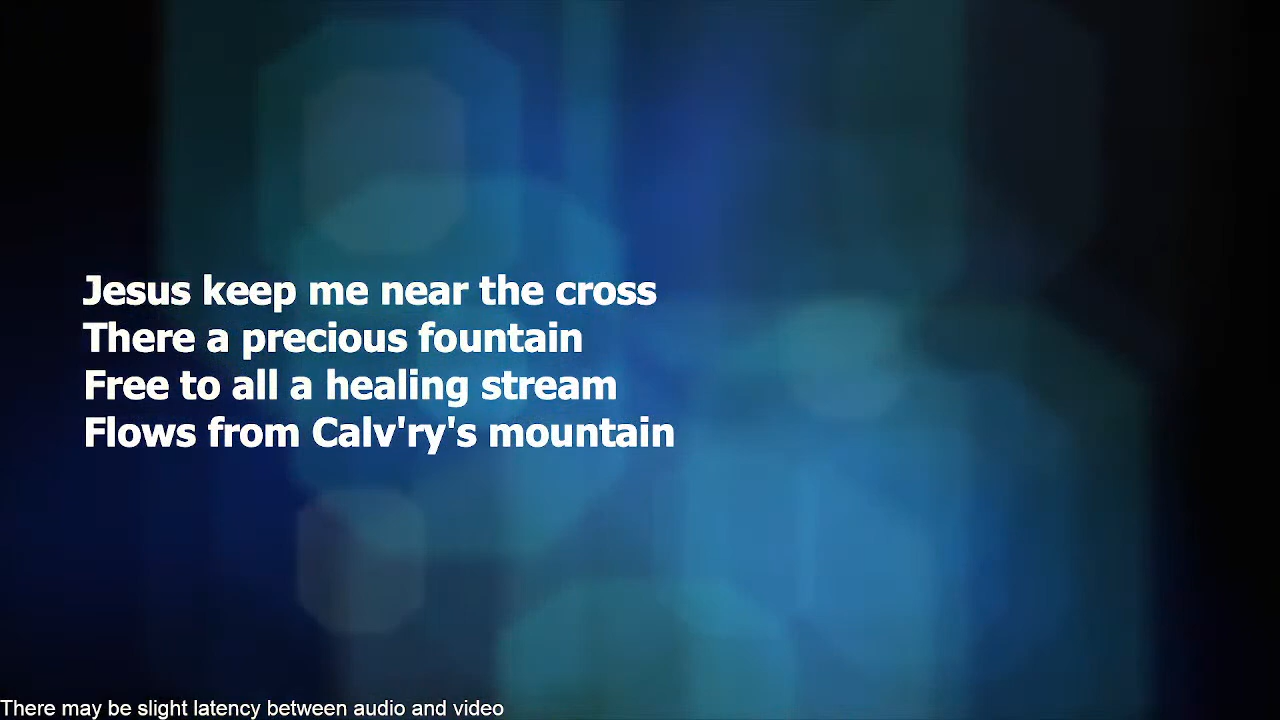 Jesus keep me near the cross
There a precious fountain
Free to all a healing stream
Flows from Calv'ry's mountain
There may be slight latency between audio and video